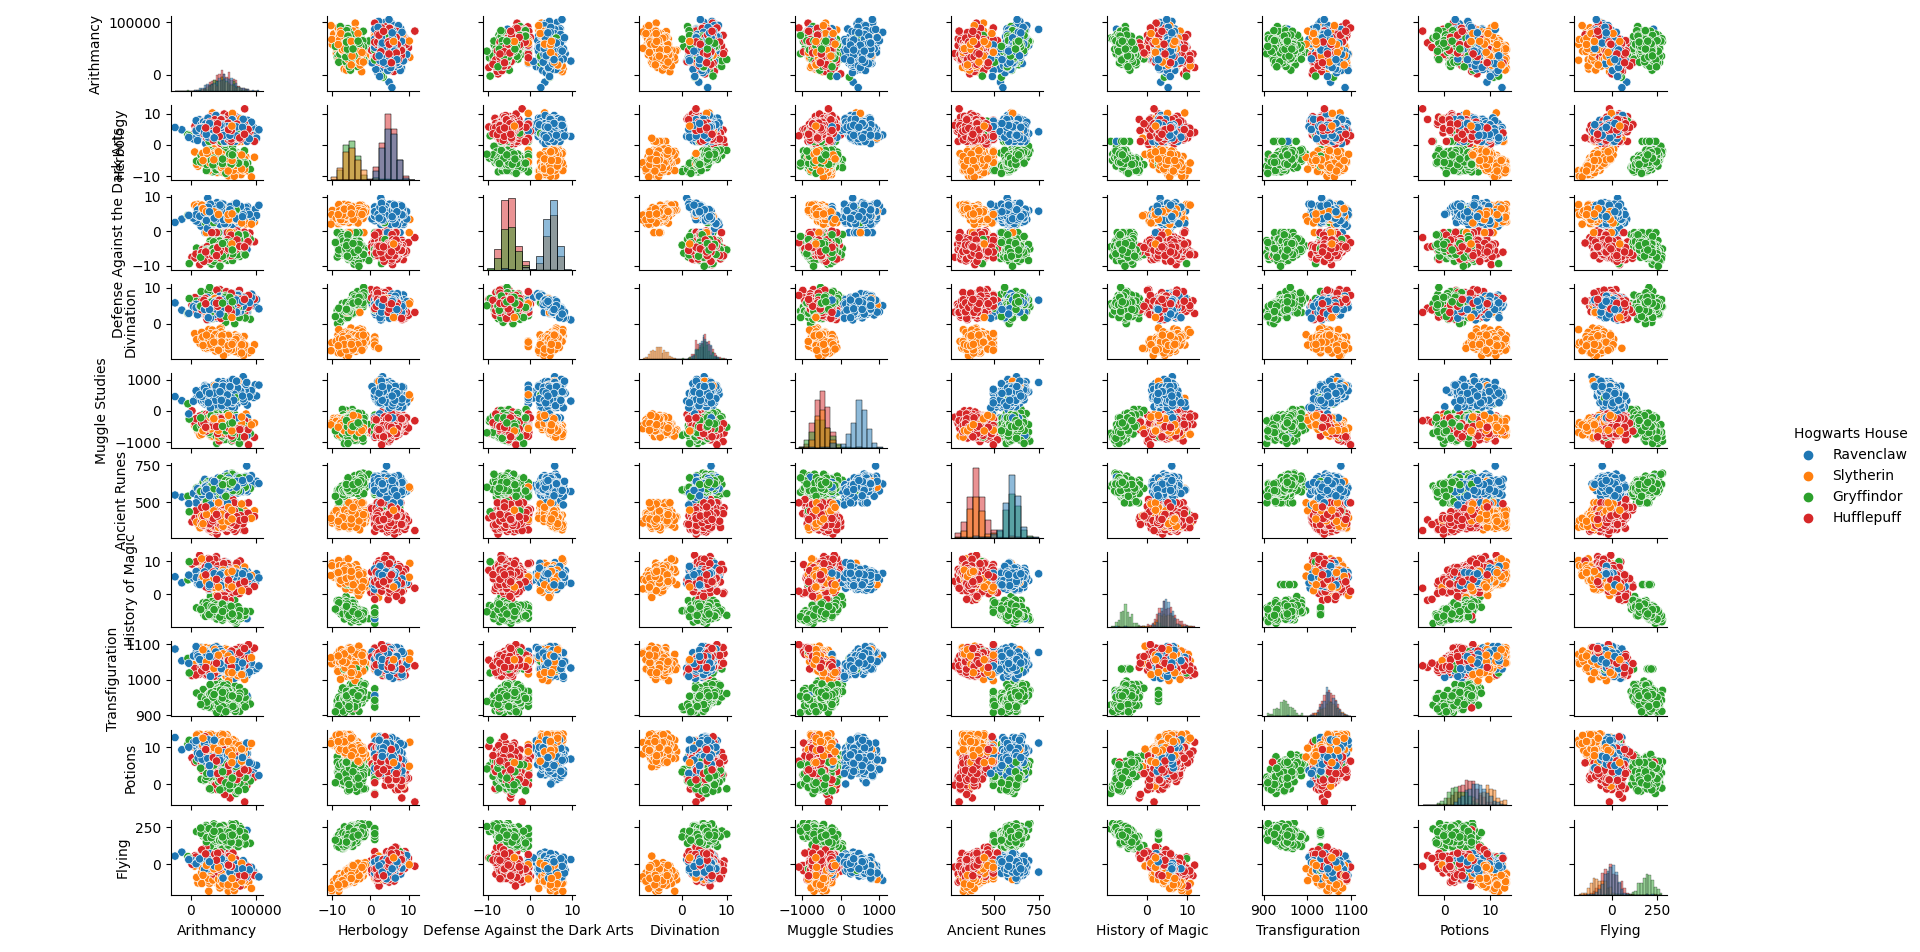 Arithmancy
100000
0
Herbology
10
0
−10
Defense Against the Dark Arts
10
0
−10
Divination
10
0
Muggle Studies
1000
0
−1000
Ancient Runes
750
500
History of Magic
10
0
Transfiguration
1100
1000
900
Potions
10
0
Flying
250
0
Hogwarts House
Ravenclaw
Slytherin
Gryffindor
Hufflepuff
0 100000 −10 0 10 −10 0 10 0 10 −1000 0 1000 500 750 0 10 900 1000 1100 0 10 0 250
Arithmancy Herbology Defense Against the Dark Arts Divination Muggle Studies Ancient Runes History of Magic Transfiguration Potions Flying